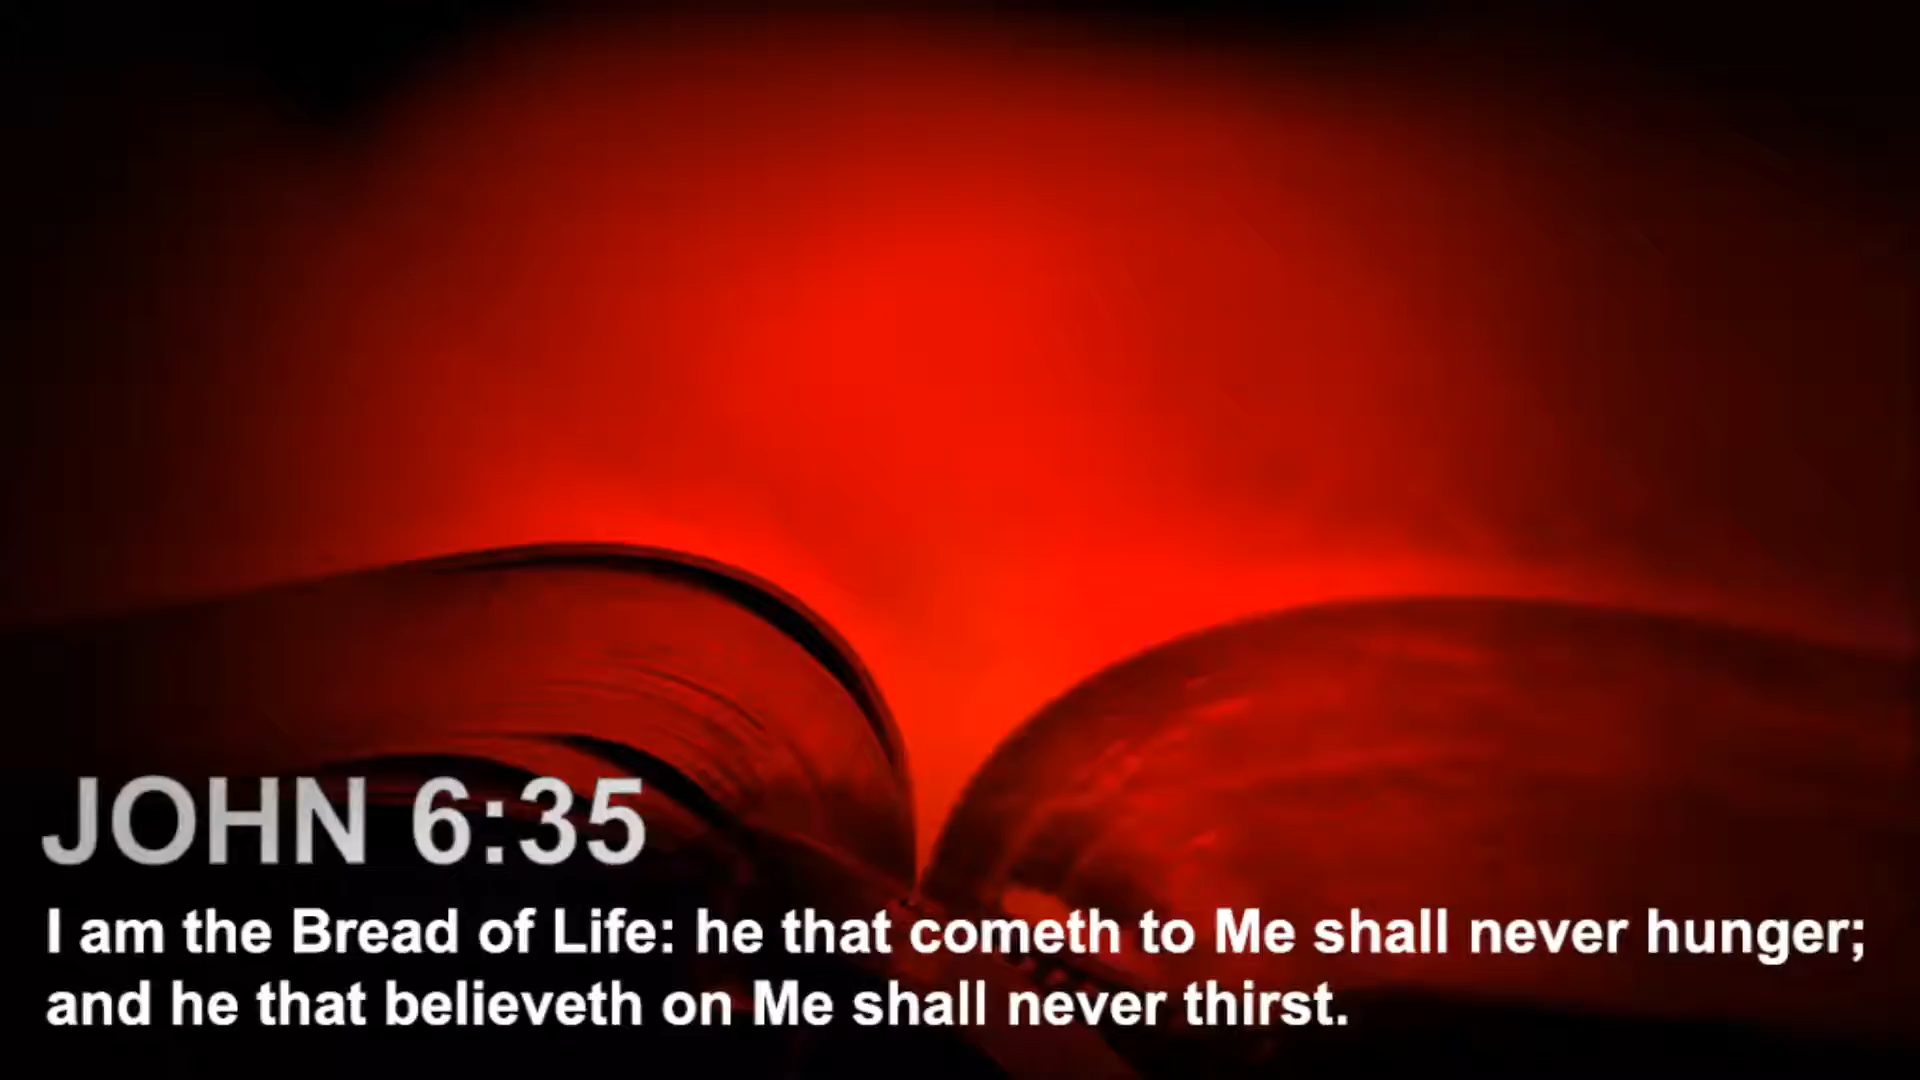 JOHN 6:35
I am the Bread of Life: he that cometh to Me shall never hunger;
and he that believeth on Me shall never thirst.